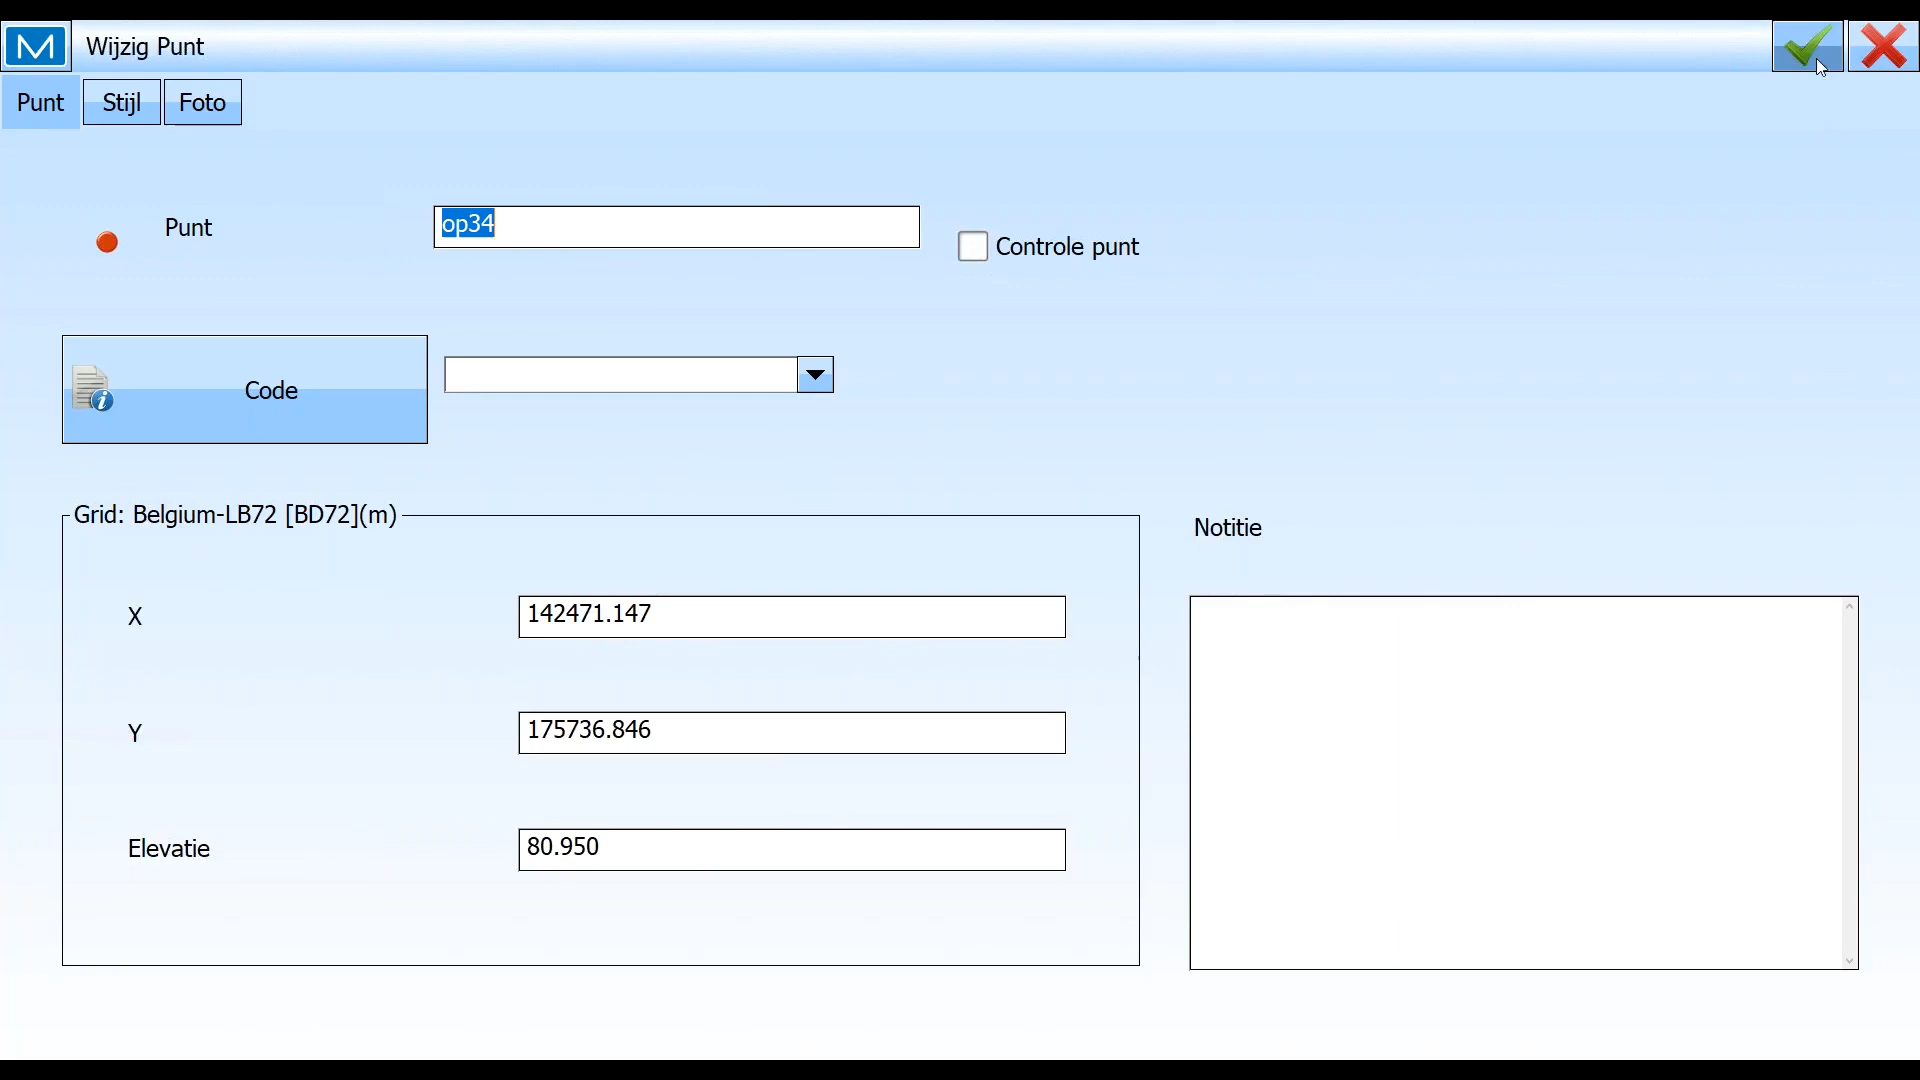 Wijzig Punt
Punt
Stijl
Foto
Punt
op34
Controle punt
Code
Grid: Belgium-LB72 [BD72](m)
Notitie
X
142471.147
Y
175736.846
Elevatie
80.950